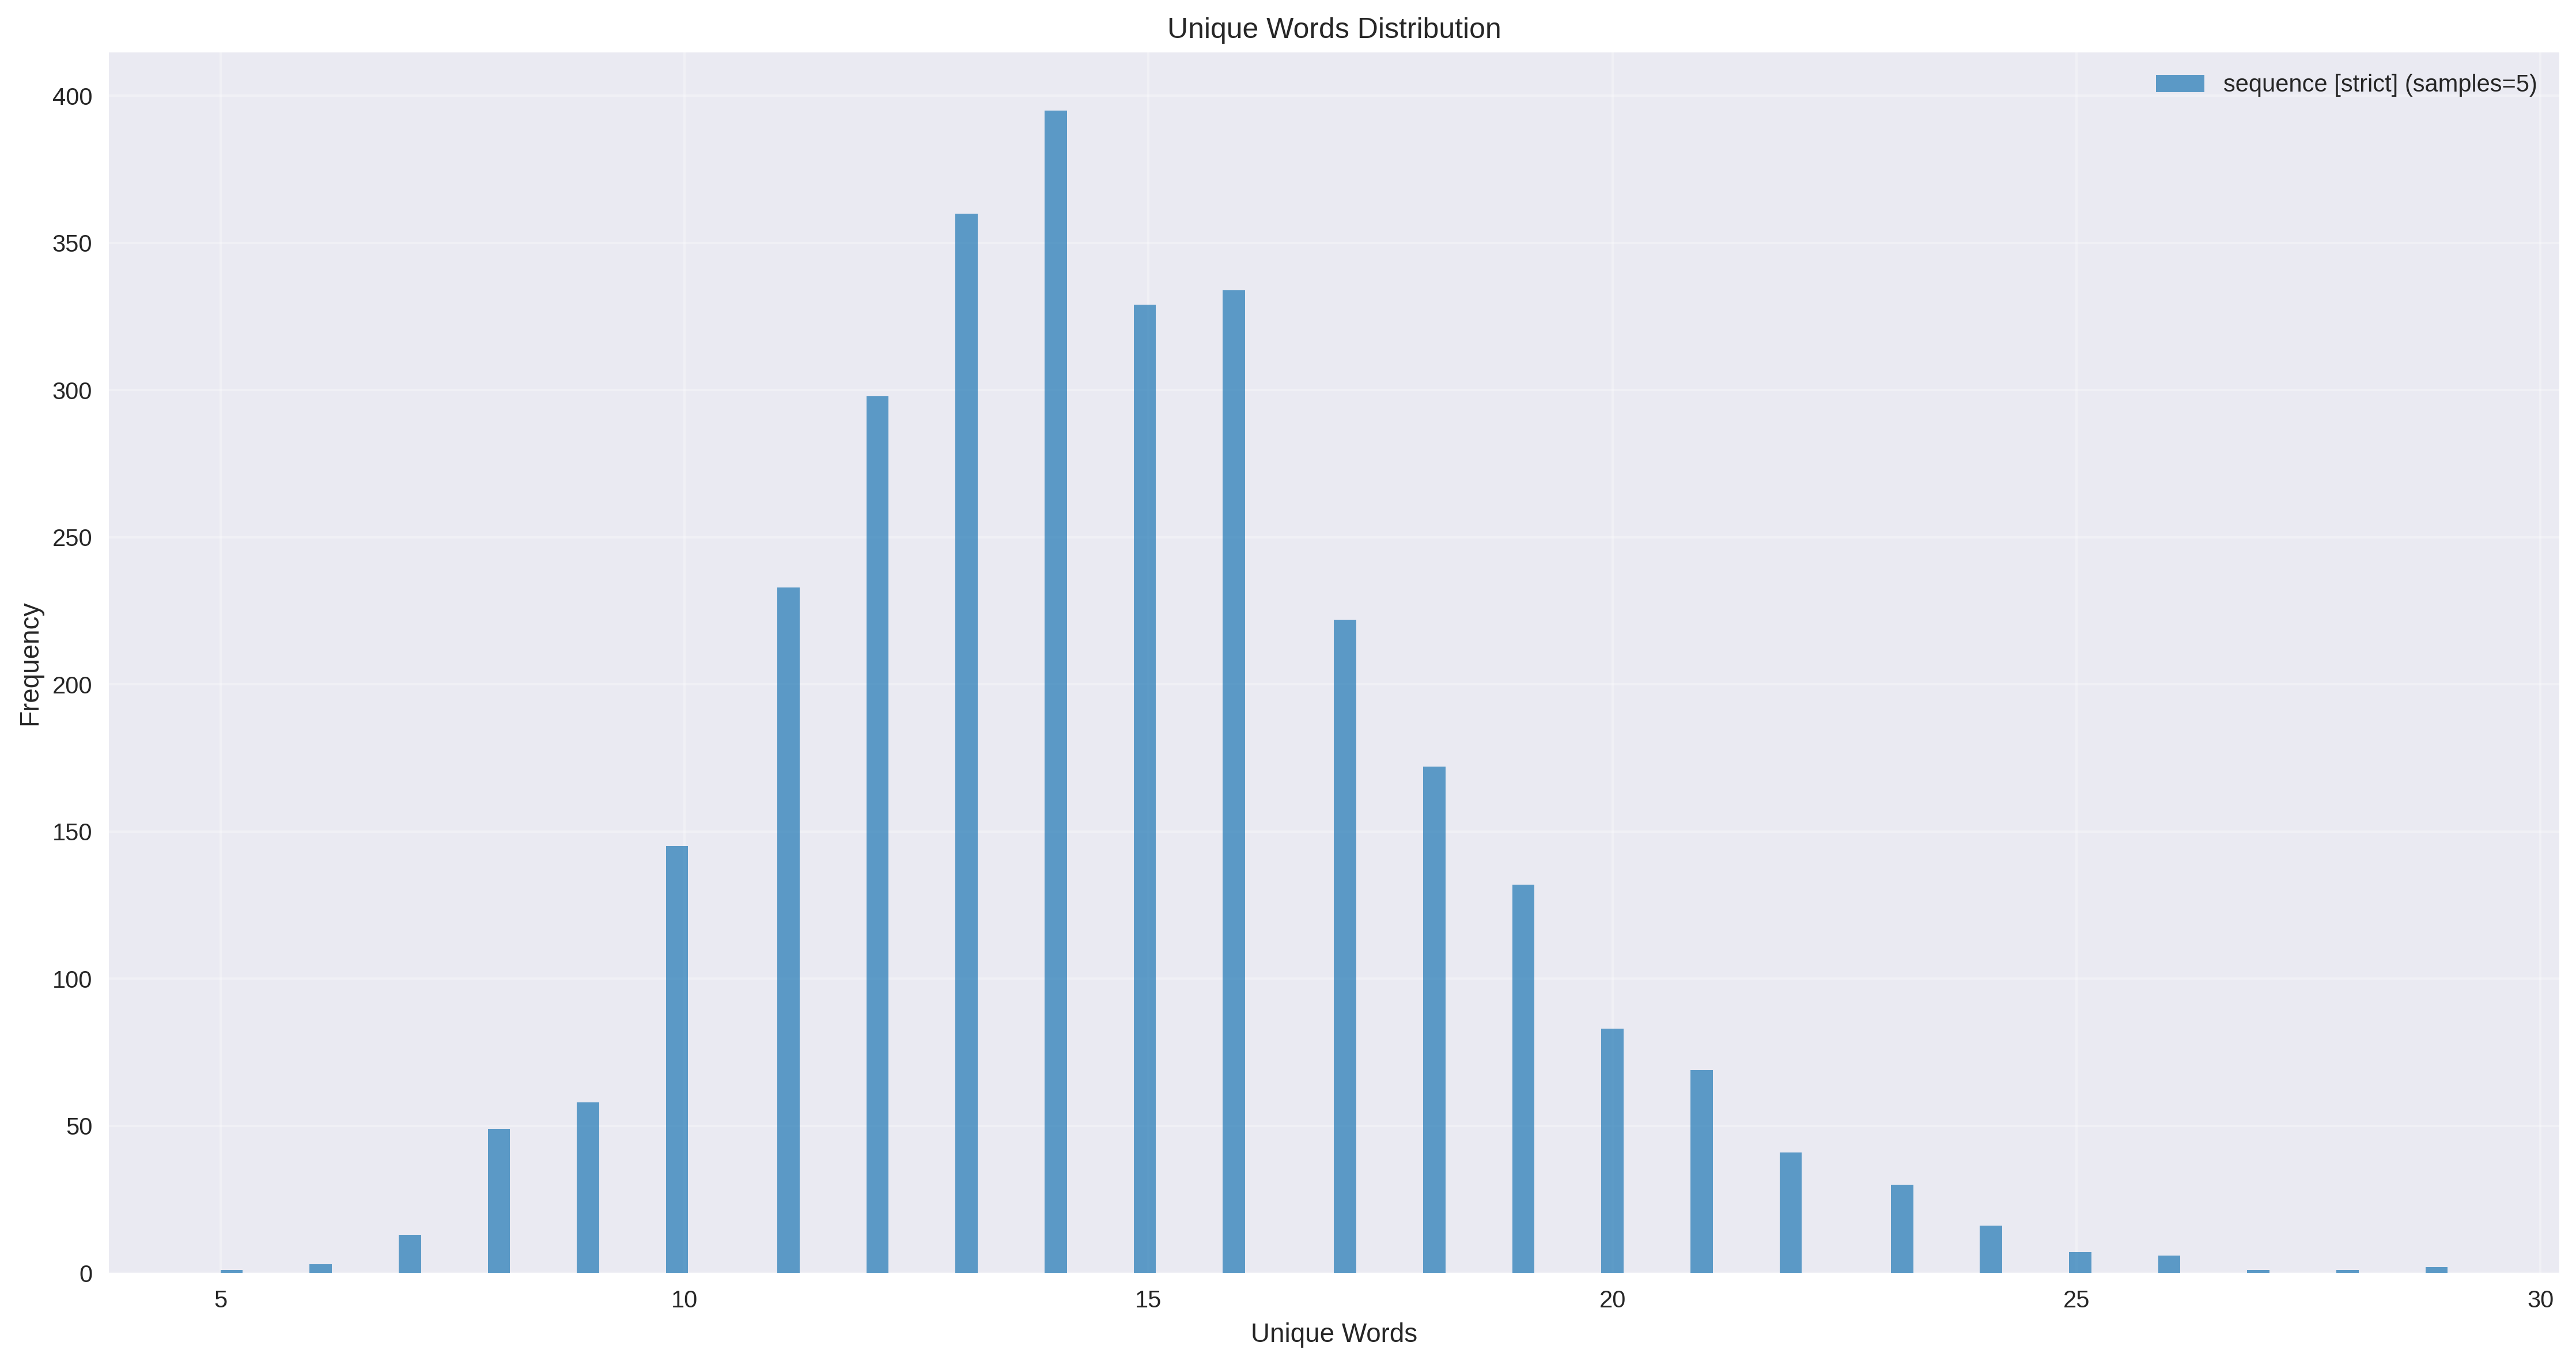 Unique Words Distribution
sequence [strict] (samples=5)
400
350
300
250
200
150
100
50
0
Frequency
5 10 15 20 25 30
Unique Words